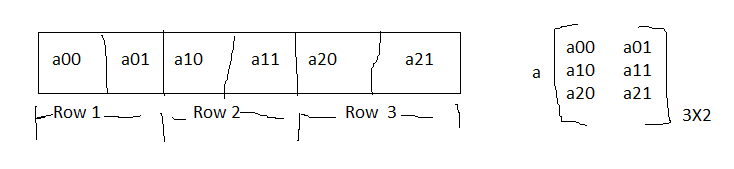 a00 a01 a10 a11 a20 a21
Row 1 Row 2 Row 3
a
a00 a01
a10 a11
a20 a21
3X2